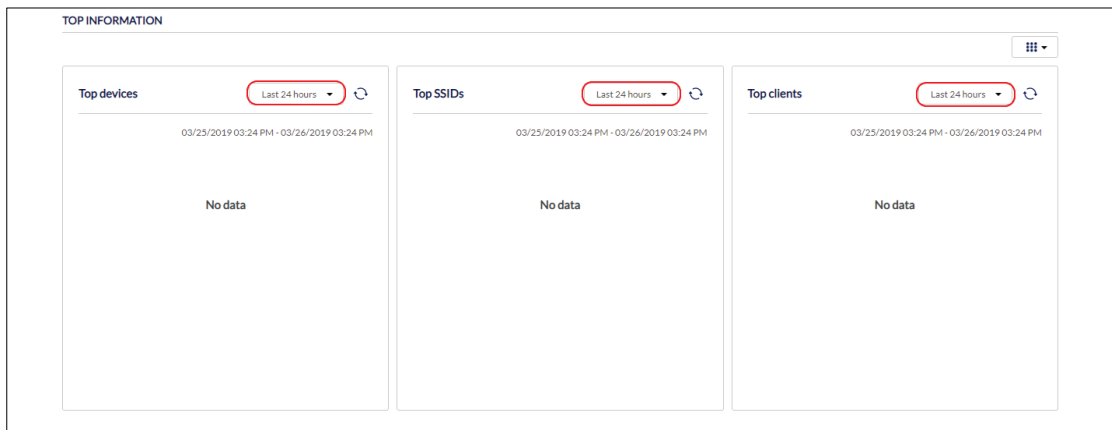 TOP INFORMATION
Top devices
Last 24 hours
03/25/2019 03:24 PM - 03/26/2019 03:24 PM
No data
Top SSIDs
Last 24 hours
03/25/2019 03:24 PM - 03/26/2019 03:24 PM
No data
Top clients
Last 24 hours
03/25/2019 03:24 PM - 03/26/2019 03:24 PM
No data